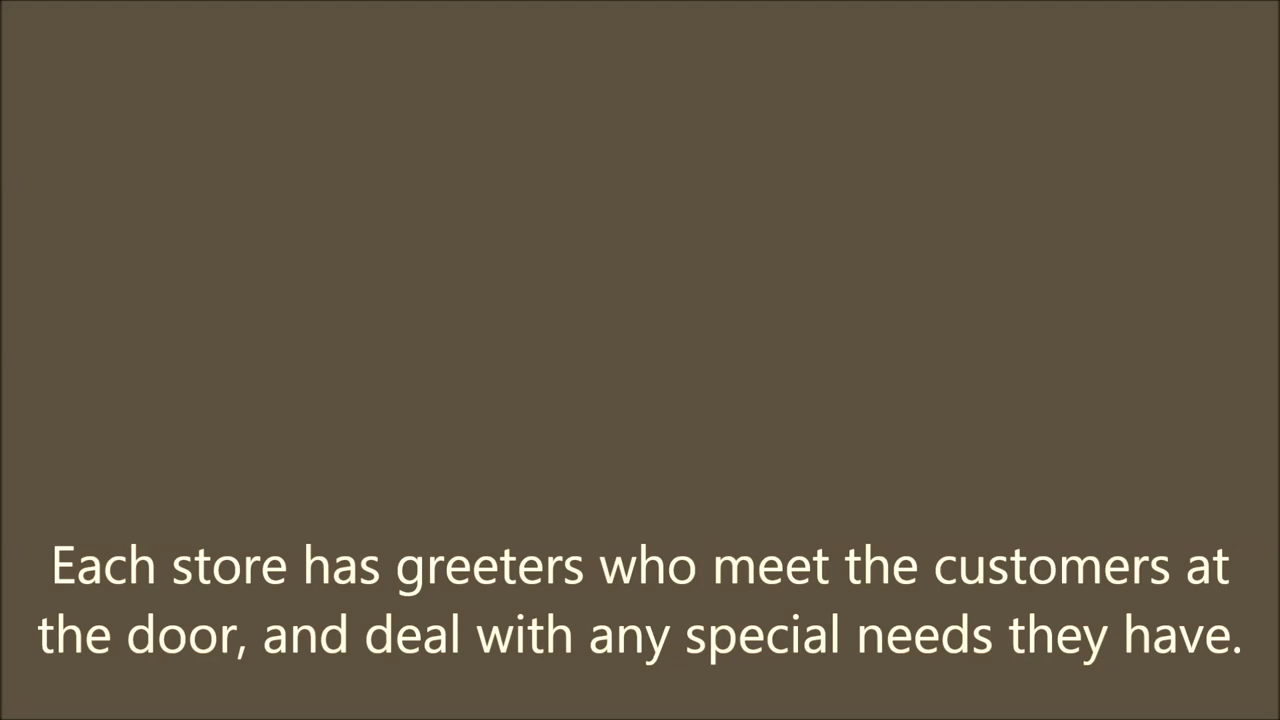 Each store has greeters who meet the customers at
the door, and deal with any special needs they have.